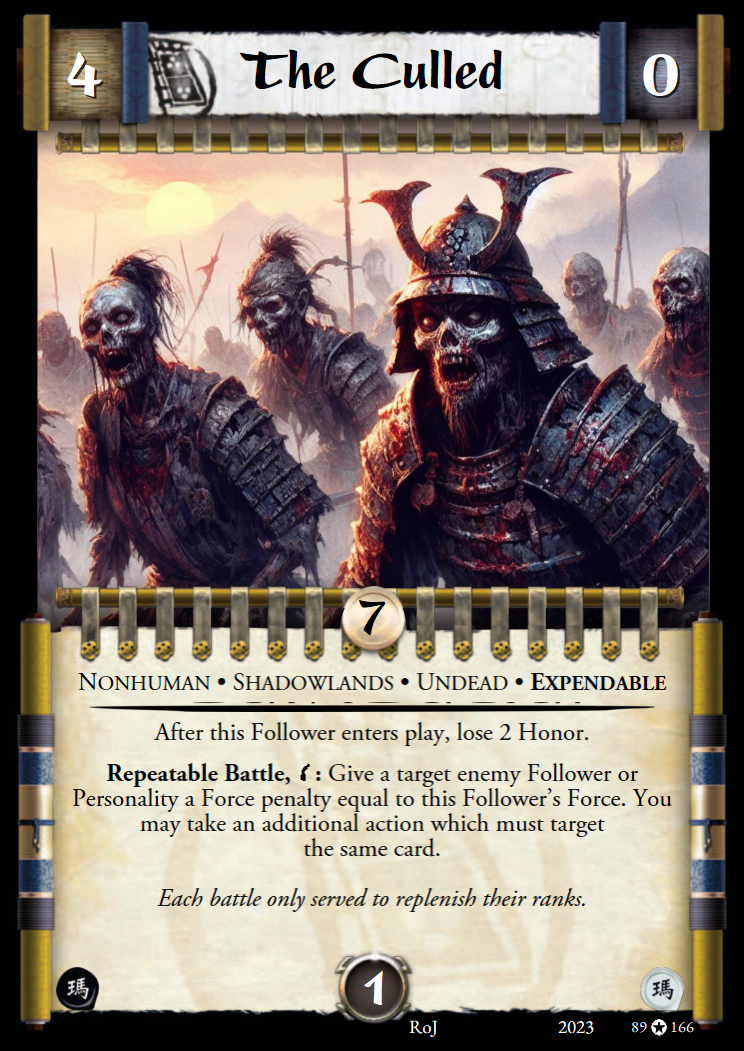 4
The Culled
0
7
Nonhuman • Shadowlands • Undead • Expendable
After this Follower enters play, lose 2 Honor.
Repeatable Battle, : Give a target enemy Follower or
Personality a Force penalty equal to this Follower's Force. You
may take an additional action which must target
the same card.
Each battle only served to replenish their ranks.
瑪
1
瑪
RoJ 2023 89 ✪ 166